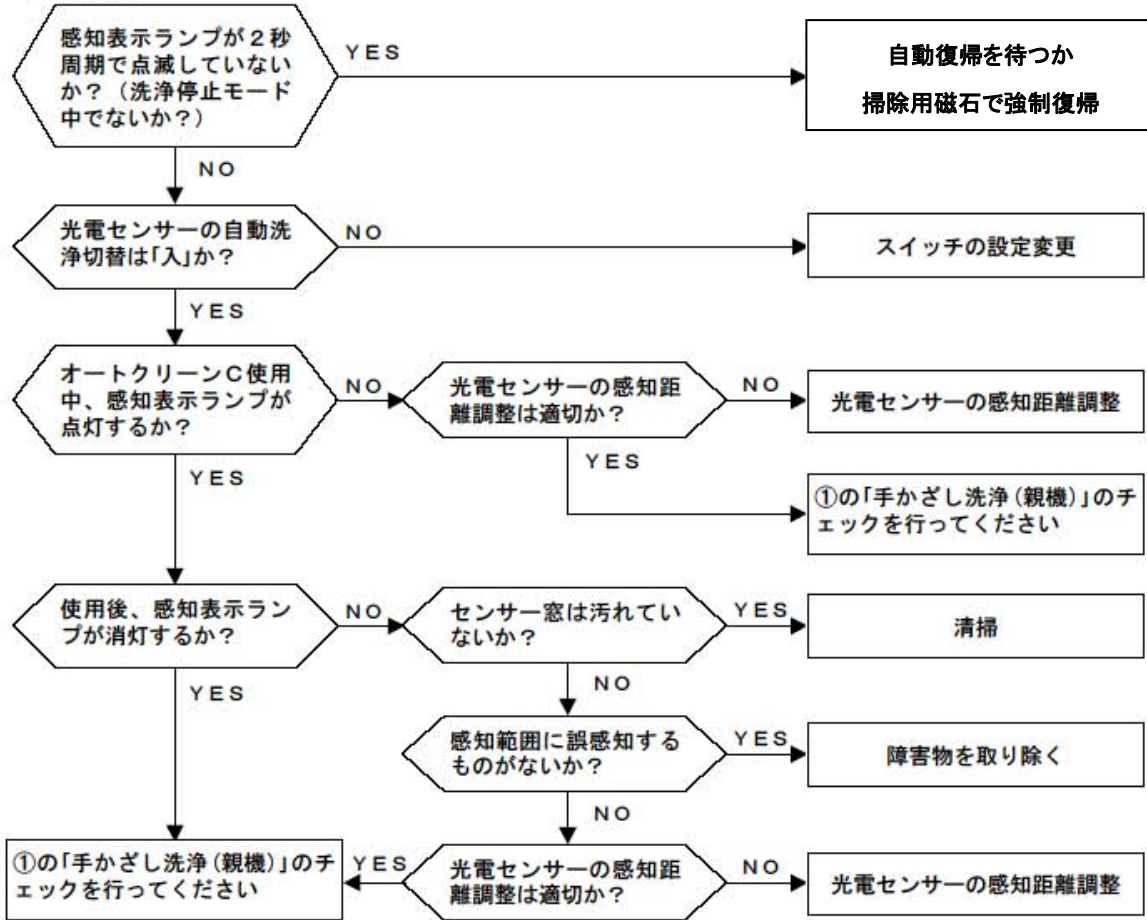 感知表示ランプが２秒
周期で点滅していない
か？（洗浄停止モード
中でないか？）
ＹＥＳ
自動復帰を待つか
掃除用磁石で強制復帰
ＮＯ
光電センサーの自動洗
浄切替は｢入｣か？
ＮＯ
スイッチの設定変更
ＹＥＳ
オートクリーンＣ使用
中、感知表示ランプが
点灯するか？
ＮＯ
光電センサーの感知距
離調整は適切か？
ＮＯ
光電センサーの感知距離調整
ＹＥＳ
ＹＥＳ
①の｢手かざし洗浄（親機）｣のチ
ェックを行ってください
使用後、感知表示ラン
プが消灯するか？
ＮＯ
センサー窓は汚れてい
ないか？
ＹＥＳ
清掃
ＹＥＳ
ＮＯ
感知範囲に誤感知する
ものがないか？
ＹＥＳ
障害物を取り除く
ＮＯ
①の｢手かざし洗浄（親機）｣のチ
ェックを行ってください
ＹＥＳ
光電センサーの感知距
離調整は適切か？
ＮＯ
光電センサーの感知距離調整